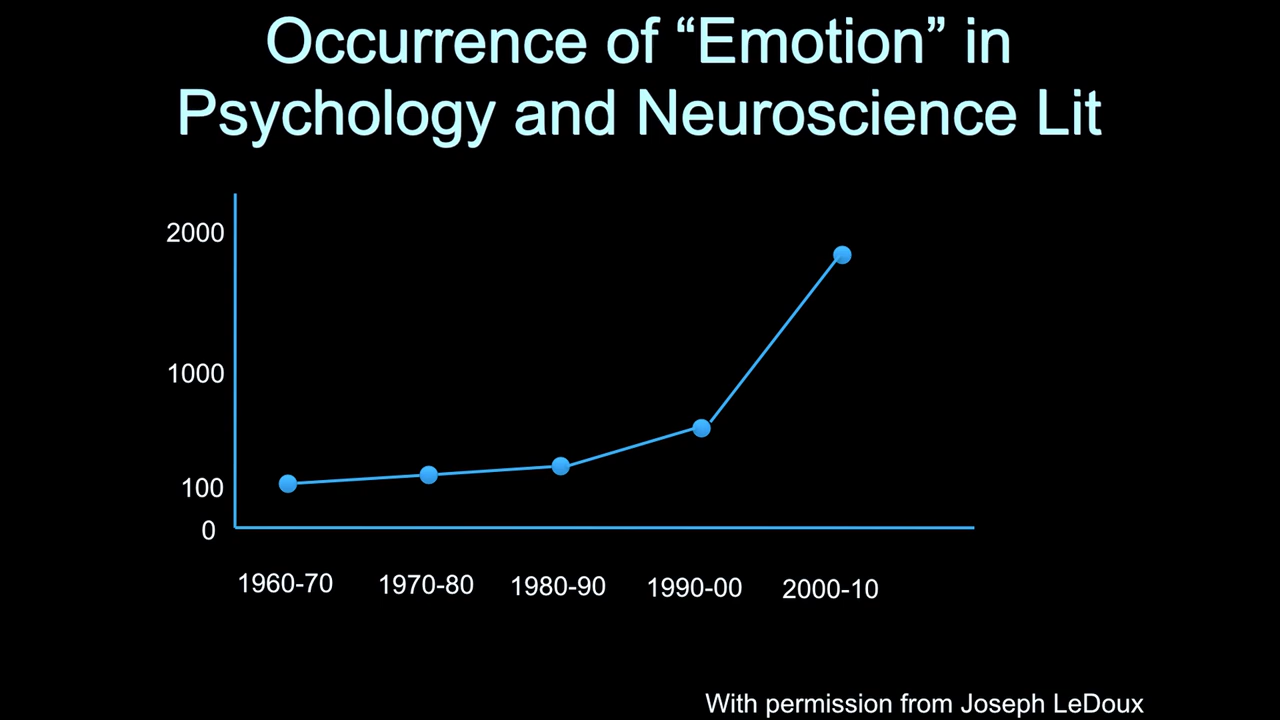 Occurrence of “Emotion” in
Psychology and Neuroscience Lit
2000
1000
100
0
1960-70 1970-80 1980-90 1990-00 2000-10
With permission from Joseph LeDoux